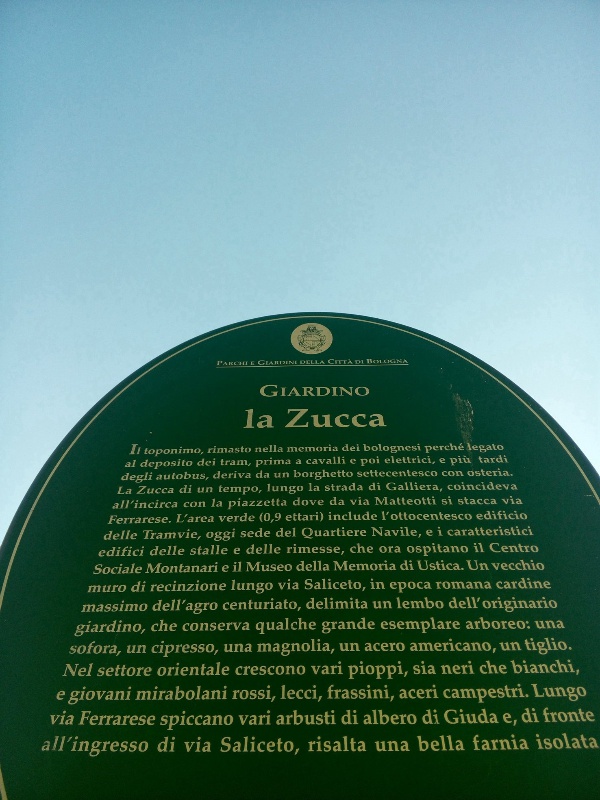 PARCHI E GIARDINI DELLA CITTÀ DI BOLOGNA
GIARDINO
la Zucca
Il toponimo, rimasto nella memoria dei bolognesi perché legato
al deposito dei tram, prima a cavalli e poi elettrici, e più tardi
degli autobus, deriva da un borghetto settecentesco con osteria.
La Zucca di un tempo, lungo la strada di Galliera, coincideva
all'incirca con la piazzetta dove da via Matteotti si stacca via
Ferrarese. L'area verde (0,9 ettari) include l'ottocentesco edificio
delle Tramvie, oggi sede del Quartiere Navile, e i caratteristici
edifici delle stalle e delle rimesse, che ora ospitano il Centro
Sociale Montanari e il Museo della Memoria di Ustica. Un vecchio
muro di recinzione lungo via Saliceto, in epoca romana cardine
massimo dell'agro centuriato, delimita un lembo dell'originario
giardino, che conserva qualche grande esemplare arboreo: una
sofora, un cipresso, una magnolia, un acero americano, un tiglio.
Nel settore orientale crescono vari pioppi, sia neri che bianchi,
e giovani mirabolani rossi, lecci, frassini, aceri campestri. Lungo
via Ferrarese spiccano vari arbusti di albero di Giuda e, di fronte
all'ingresso di via Saliceto, risalta una bella farnia isolata